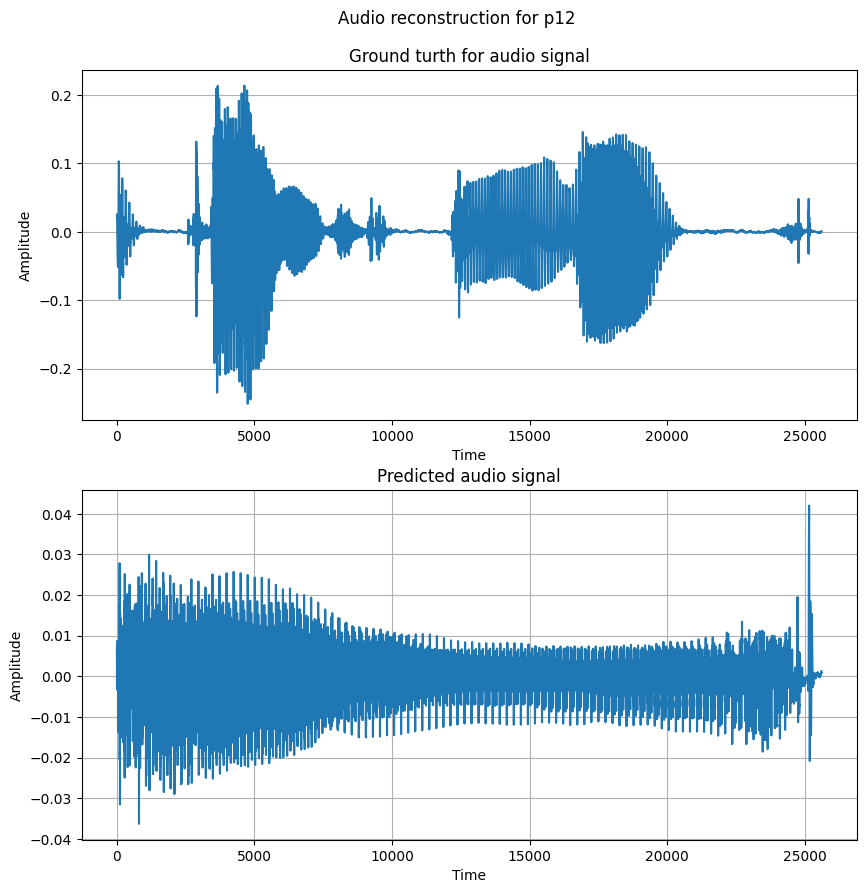 Audio reconstruction for p12
Ground turth for audio signal
0.2
0.1
0.0
−0.1
−0.2
Amplitude
0 5000 10000 15000 20000 25000
Time
Predicted audio signal
0.04
0.03
0.02
0.01
0.00
−0.01
−0.02
−0.03
−0.04
Amplitude
0 5000 10000 15000 20000 25000
Time